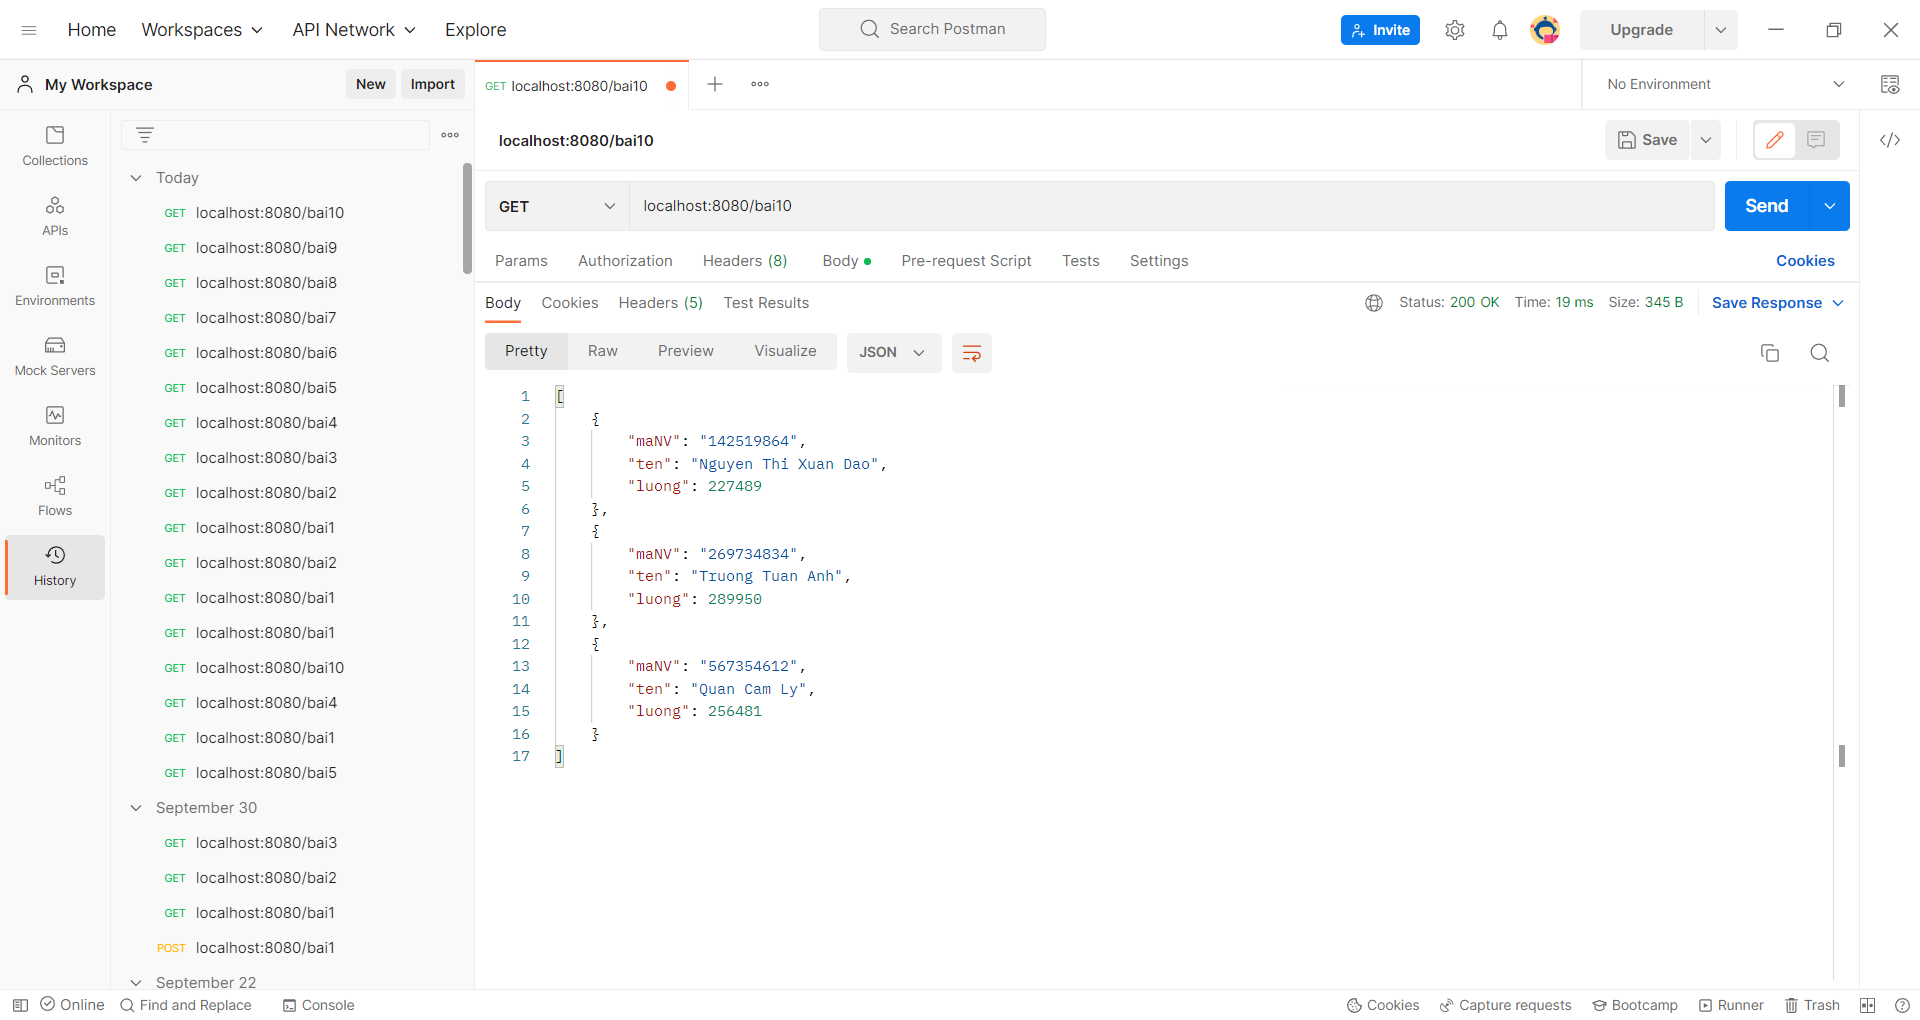 Home Workspaces API Network Explore Search Postman Invite Upgrade
My Workspace New Import GET localhost:8080/bai10 No Environment
localhost:8080/bai10 Save
Collections
APIs
Environments
Mock Servers
Monitors
Flows
History
Today
GET localhost:8080/bai10
GET localhost:8080/bai9
GET localhost:8080/bai8
GET localhost:8080/bai7
GET localhost:8080/bai6
GET localhost:8080/bai5
GET localhost:8080/bai4
GET localhost:8080/bai3
GET localhost:8080/bai2
GET localhost:8080/bai1
GET localhost:8080/bai2
GET localhost:8080/bai1
GET localhost:8080/bai1
GET localhost:8080/bai10
GET localhost:8080/bai4
GET localhost:8080/bai1
GET localhost:8080/bai5
September 30
GET localhost:8080/bai3
GET localhost:8080/bai2
GET localhost:8080/bai1
POST localhost:8080/bai1
September 22
GET localhost:8080/bai10 Send
Params Authorization Headers (8) Body Pre-request Script Tests Settings Cookies
Body Cookies Headers (5) Test Results Status: 200 OK Time: 19 ms Size: 345 B Save Response
Pretty Raw Preview Visualize JSON
1 [
2 {
3 "maNV": "142519864",
4 "ten": "Nguyen Thi Xuan Dao",
5 "luong": 227489
6 },
7 {
8 "maNV": "269734834",
9 "ten": "Truong Tuan Anh",
10 "luong": 289950
11 },
12 {
13 "maNV": "567354612",
14 "ten": "Quan Cam Ly",
15 "luong": 256481
16 }
17 ]
Online Find and Replace Console Cookies Capture requests Bootcamp Runner Trash